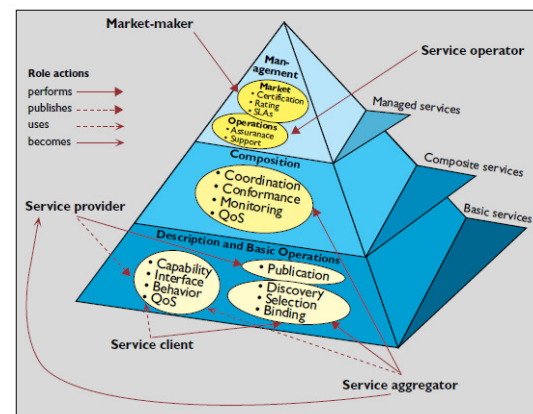 Market-maker
Service operator
Role actions
performs
publishes
uses
becomes
Man-
agement
Market
• Certification
• Rating
• SLAs
Operations
• Assuranate
• Support
Managed services
Composition
• Coordination
• Conformance
• Monitoring
• QoS
Composite services
Service provider
Basic services
Description and Basic Operations
• Capability
• Interface
• Behavior
• QoS
• Publication
• Discovery
• Selection
• Binding
Service client
Service aggregator